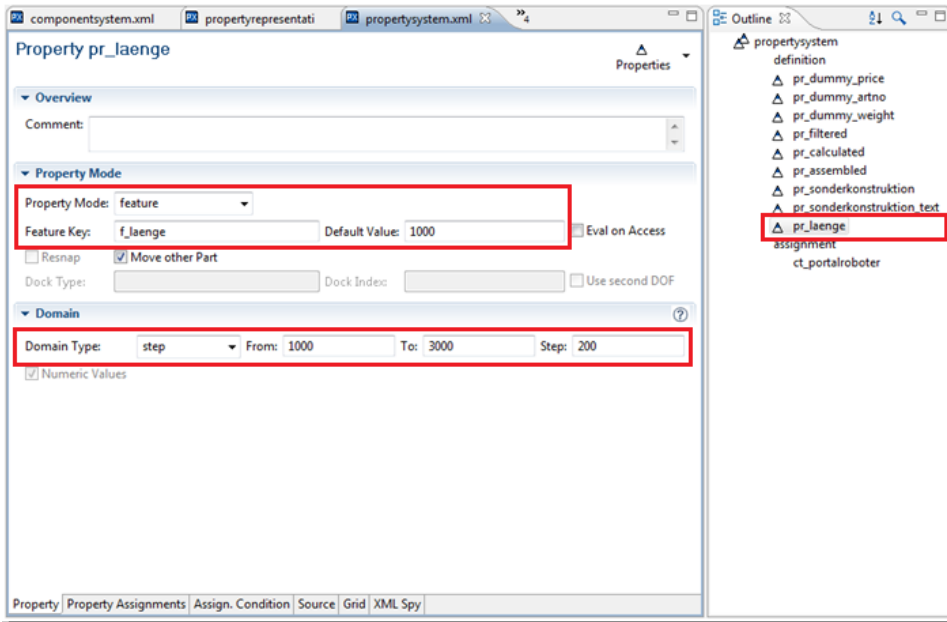 componentsystem.xml propertyrepresentati propertysystem.xml »4
Property pr_laenge
Properties
Overview
Comment:
Property Mode
Property Mode: feature
Feature Key: f_laenge Default Value: 1000 Eval on Access
Resnap Move other Part
Dock Type: Dock Index: Use second DOF
Domain
Domain Type: step From: 1000 To: 3000 Step: 200
Numeric Values
Property Property Assignments Assign. Condition Source Grid XML Spy
Outline
propertysystem
definition
pr_dummy_price
pr_dummy_artno
pr_dummy_weight
pr_filtered
pr_calculated
pr_assembled
pr_sonderkonstruktion
pr_sonderkonstruktion_text
pr_laenge
assignment
ct_portalroboter